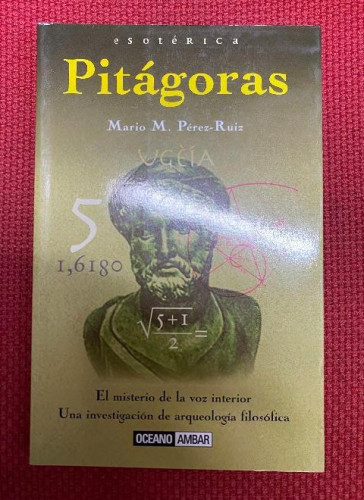 esotérica
Pitágoras
Mario M. Pérez-Ruiz
UGEÍA
5
1,6180
√5+1
2
=
El misterio de la voz interior
Una investigación de arqueología filosófica
OCEANO AMBAR